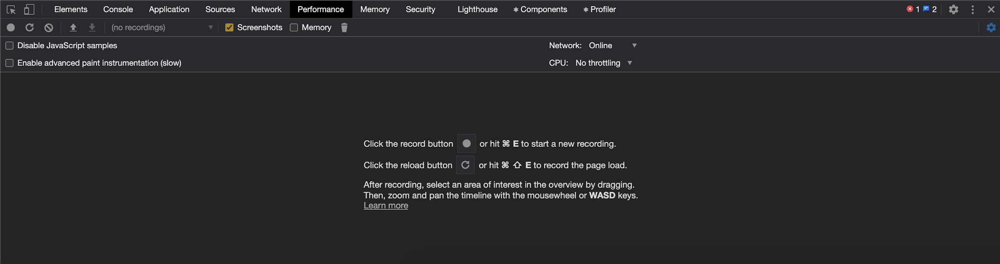 Elements Console Application Sources Network Performance Memory Security Lighthouse ⚛ Components ⚛ Profiler 1 2
(no recordings) Screenshots Memory
Disable JavaScript samples Network: Online
Enable advanced paint instrumentation (slow) CPU: No throttling
Click the record button or hit ⌘ E to start a new recording.
Click the reload button or hit ⌘ ⇧ E to record the page load.
After recording, select an area of interest in the overview by dragging.
Then, zoom and pan the timeline with the mousewheel or WASD keys.
Learn more